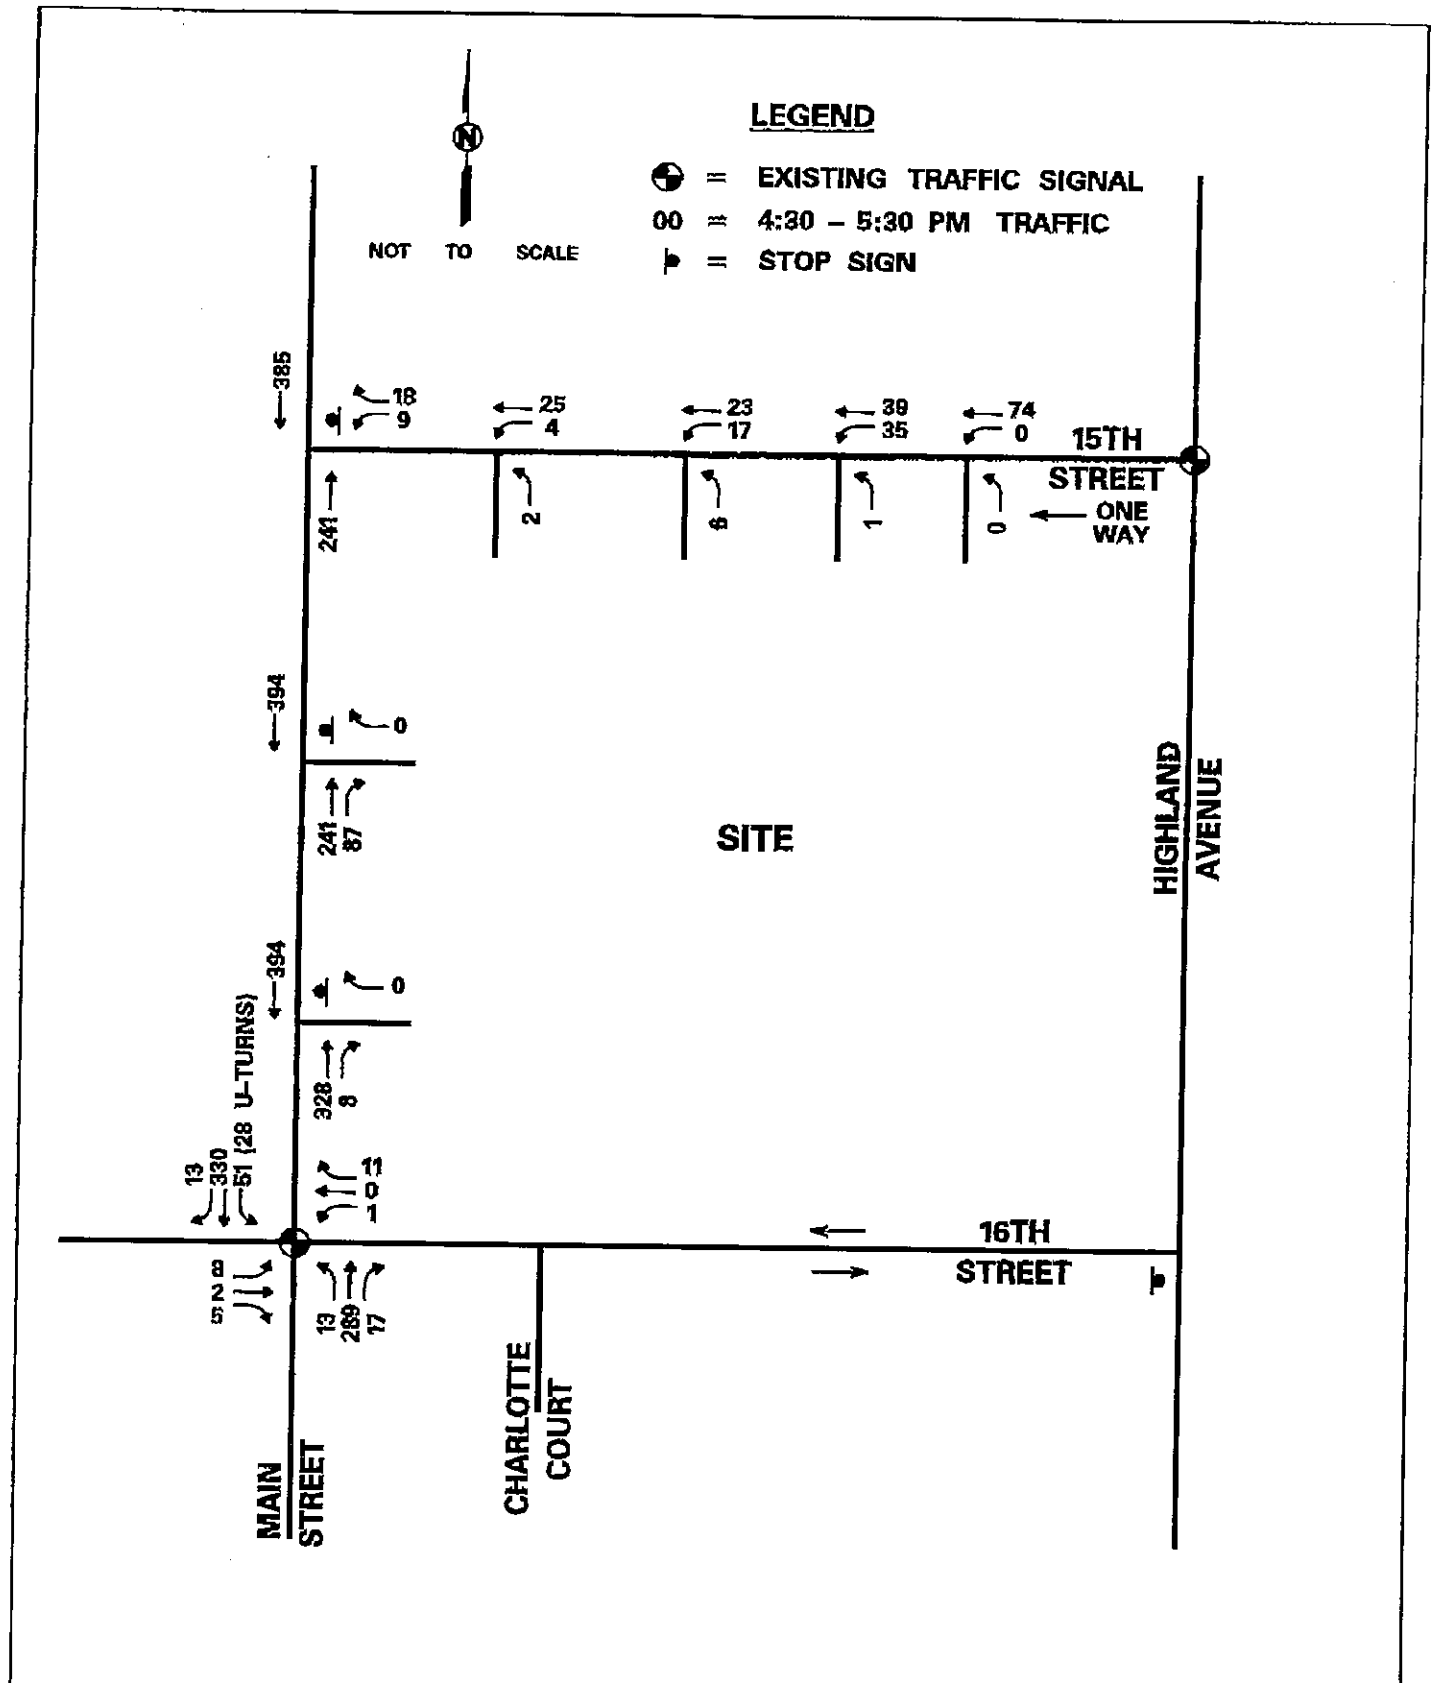 N
NOT TO SCALE
LEGEND
= EXISTING TRAFFIC SIGNAL
00 = 4:30 – 5:30 PM TRAFFIC
= STOP SIGN
385
18
9
25
4
23
17
39
35
74
0
15TH
STREET
ONE
WAY
241
2
6
1
0
394
0
241
87
SITE
HIGHLAND
AVENUE
394
0
328
8
13
330
51 (28 U-TURNS)
11
0
1
16TH
STREET
8
2
5
13
289
17
CHARLOTTE
COURT
MAIN
STREET